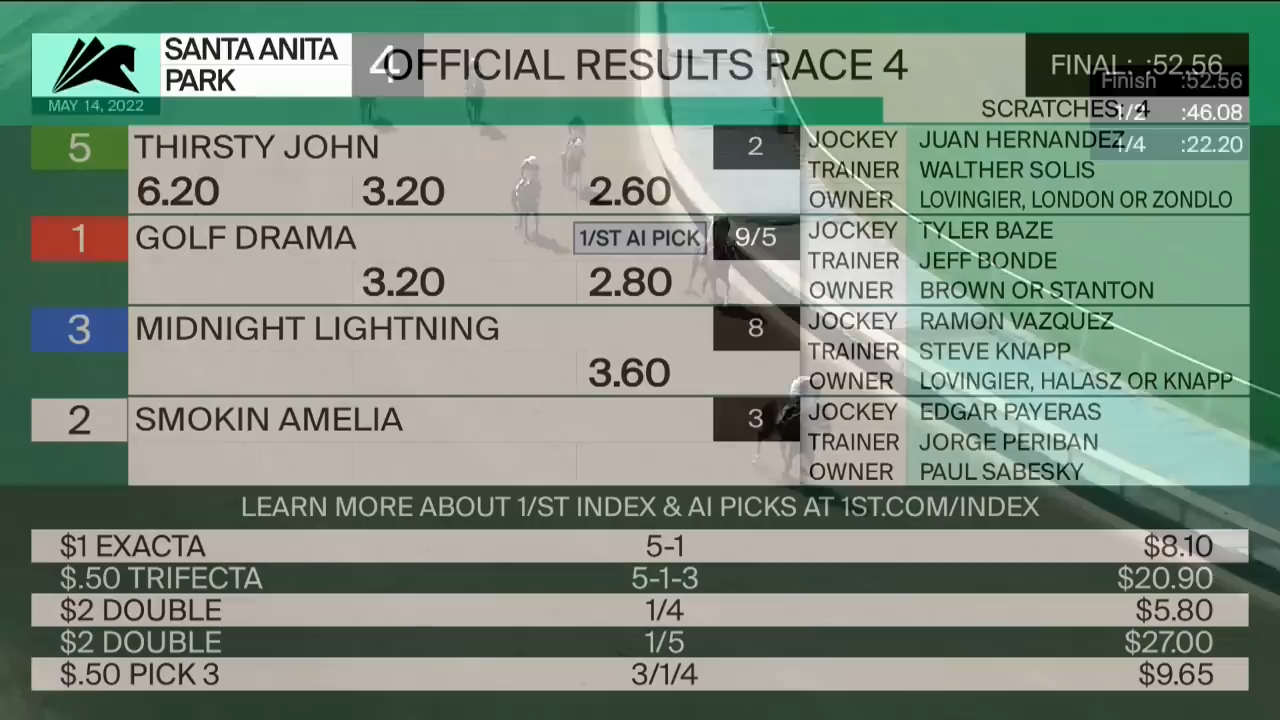 SANTA ANITA PARK
4
OFFICIAL RESULTS RACE 4
FINAL: :52.56
Finish :52.56
MAY 14, 2022
SCRATCHES: 4
1/2 :46.08
1/4 :22.20
5 THIRSTY JOHN 2
6.20 3.20 2.60
JOCKEY JUAN HERNANDEZ
TRAINER WALTHER SOLIS
OWNER LOVINGIER, LONDON OR ZONDLO
1 GOLF DRAMA 1/ST AI PICK 9/5
3.20 2.80
JOCKEY TYLER BAZE
TRAINER JEFF BONDE
OWNER BROWN OR STANTON
3 MIDNIGHT LIGHTNING 8
3.60
JOCKEY RAMON VAZQUEZ
TRAINER STEVE KNAPP
OWNER LOVINGIER, HALASZ OR KNAPP
2 SMOKIN AMELIA 3
JOCKEY EDGAR PAYERAS
TRAINER JORGE PERIBAN
OWNER PAUL SABESKY
LEARN MORE ABOUT 1/ST INDEX & AI PICKS AT 1ST.COM/INDEX
$1 EXACTA 5-1 $8.10
$.50 TRIFECTA 5-1-3 $20.90
$2 DOUBLE 1/4 $5.80
$2 DOUBLE 1/5 $27.00
$.50 PICK 3 3/1/4 $9.65